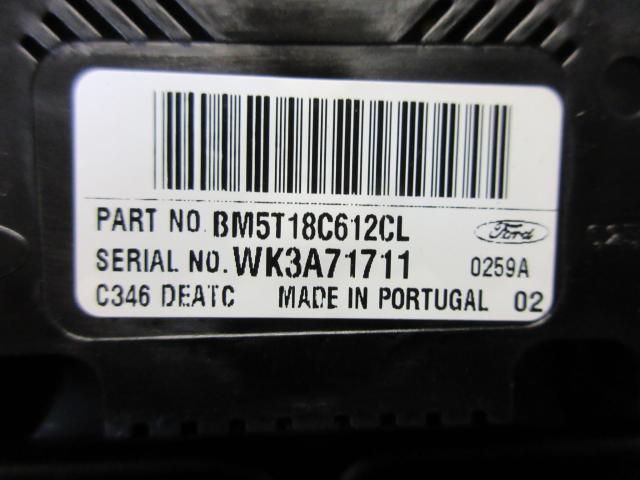 PART NO. BM5T18C612CL
Ford
SERIAL NO. WK3A71711 0259A
C346 DEATC MADE IN PORTUGAL 02